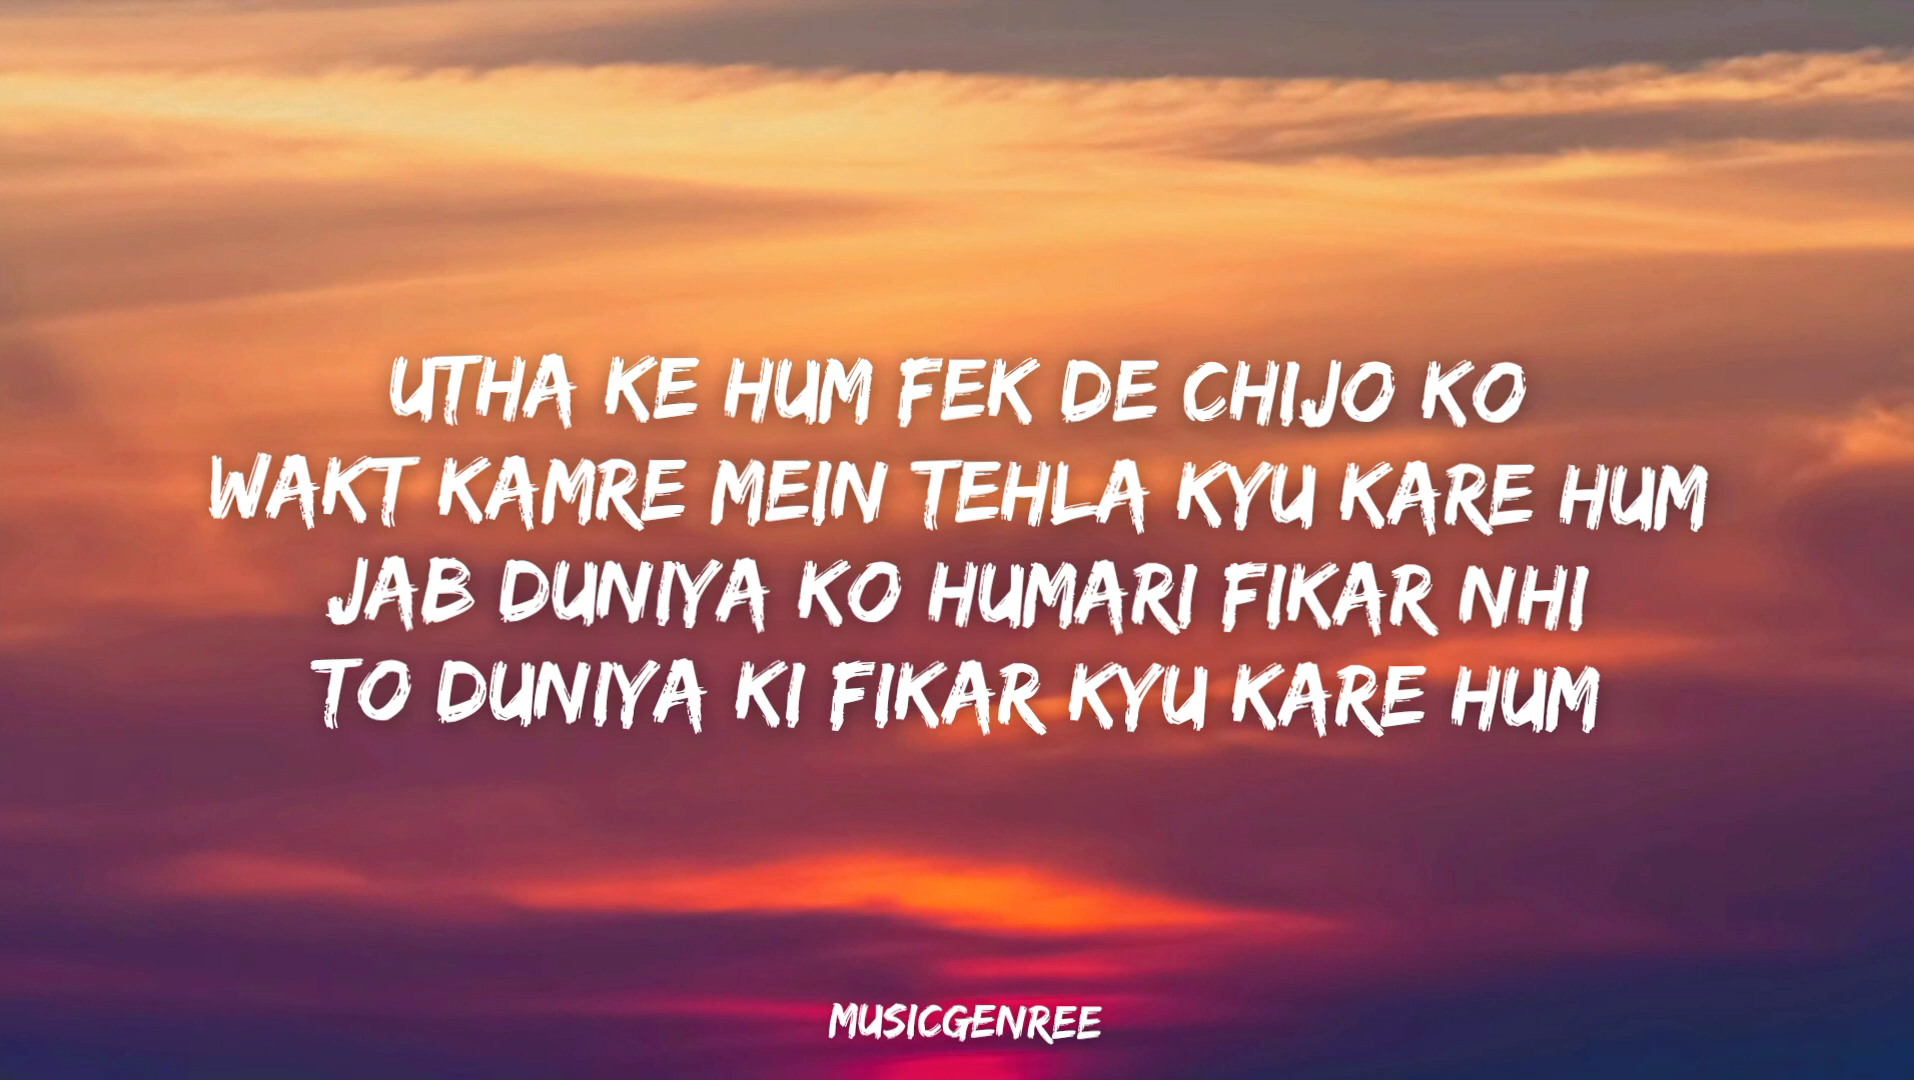 UTHA KE HUM FEK DE CHIJO KO
WAKT KAMRE MEIN TEHLA KYU KARE HUM
JAB DUNIYA KO HUMARI FIKAR NHI
TO DUNIYA KI FIKAR KYU KARE HUM
MUSICGENREE